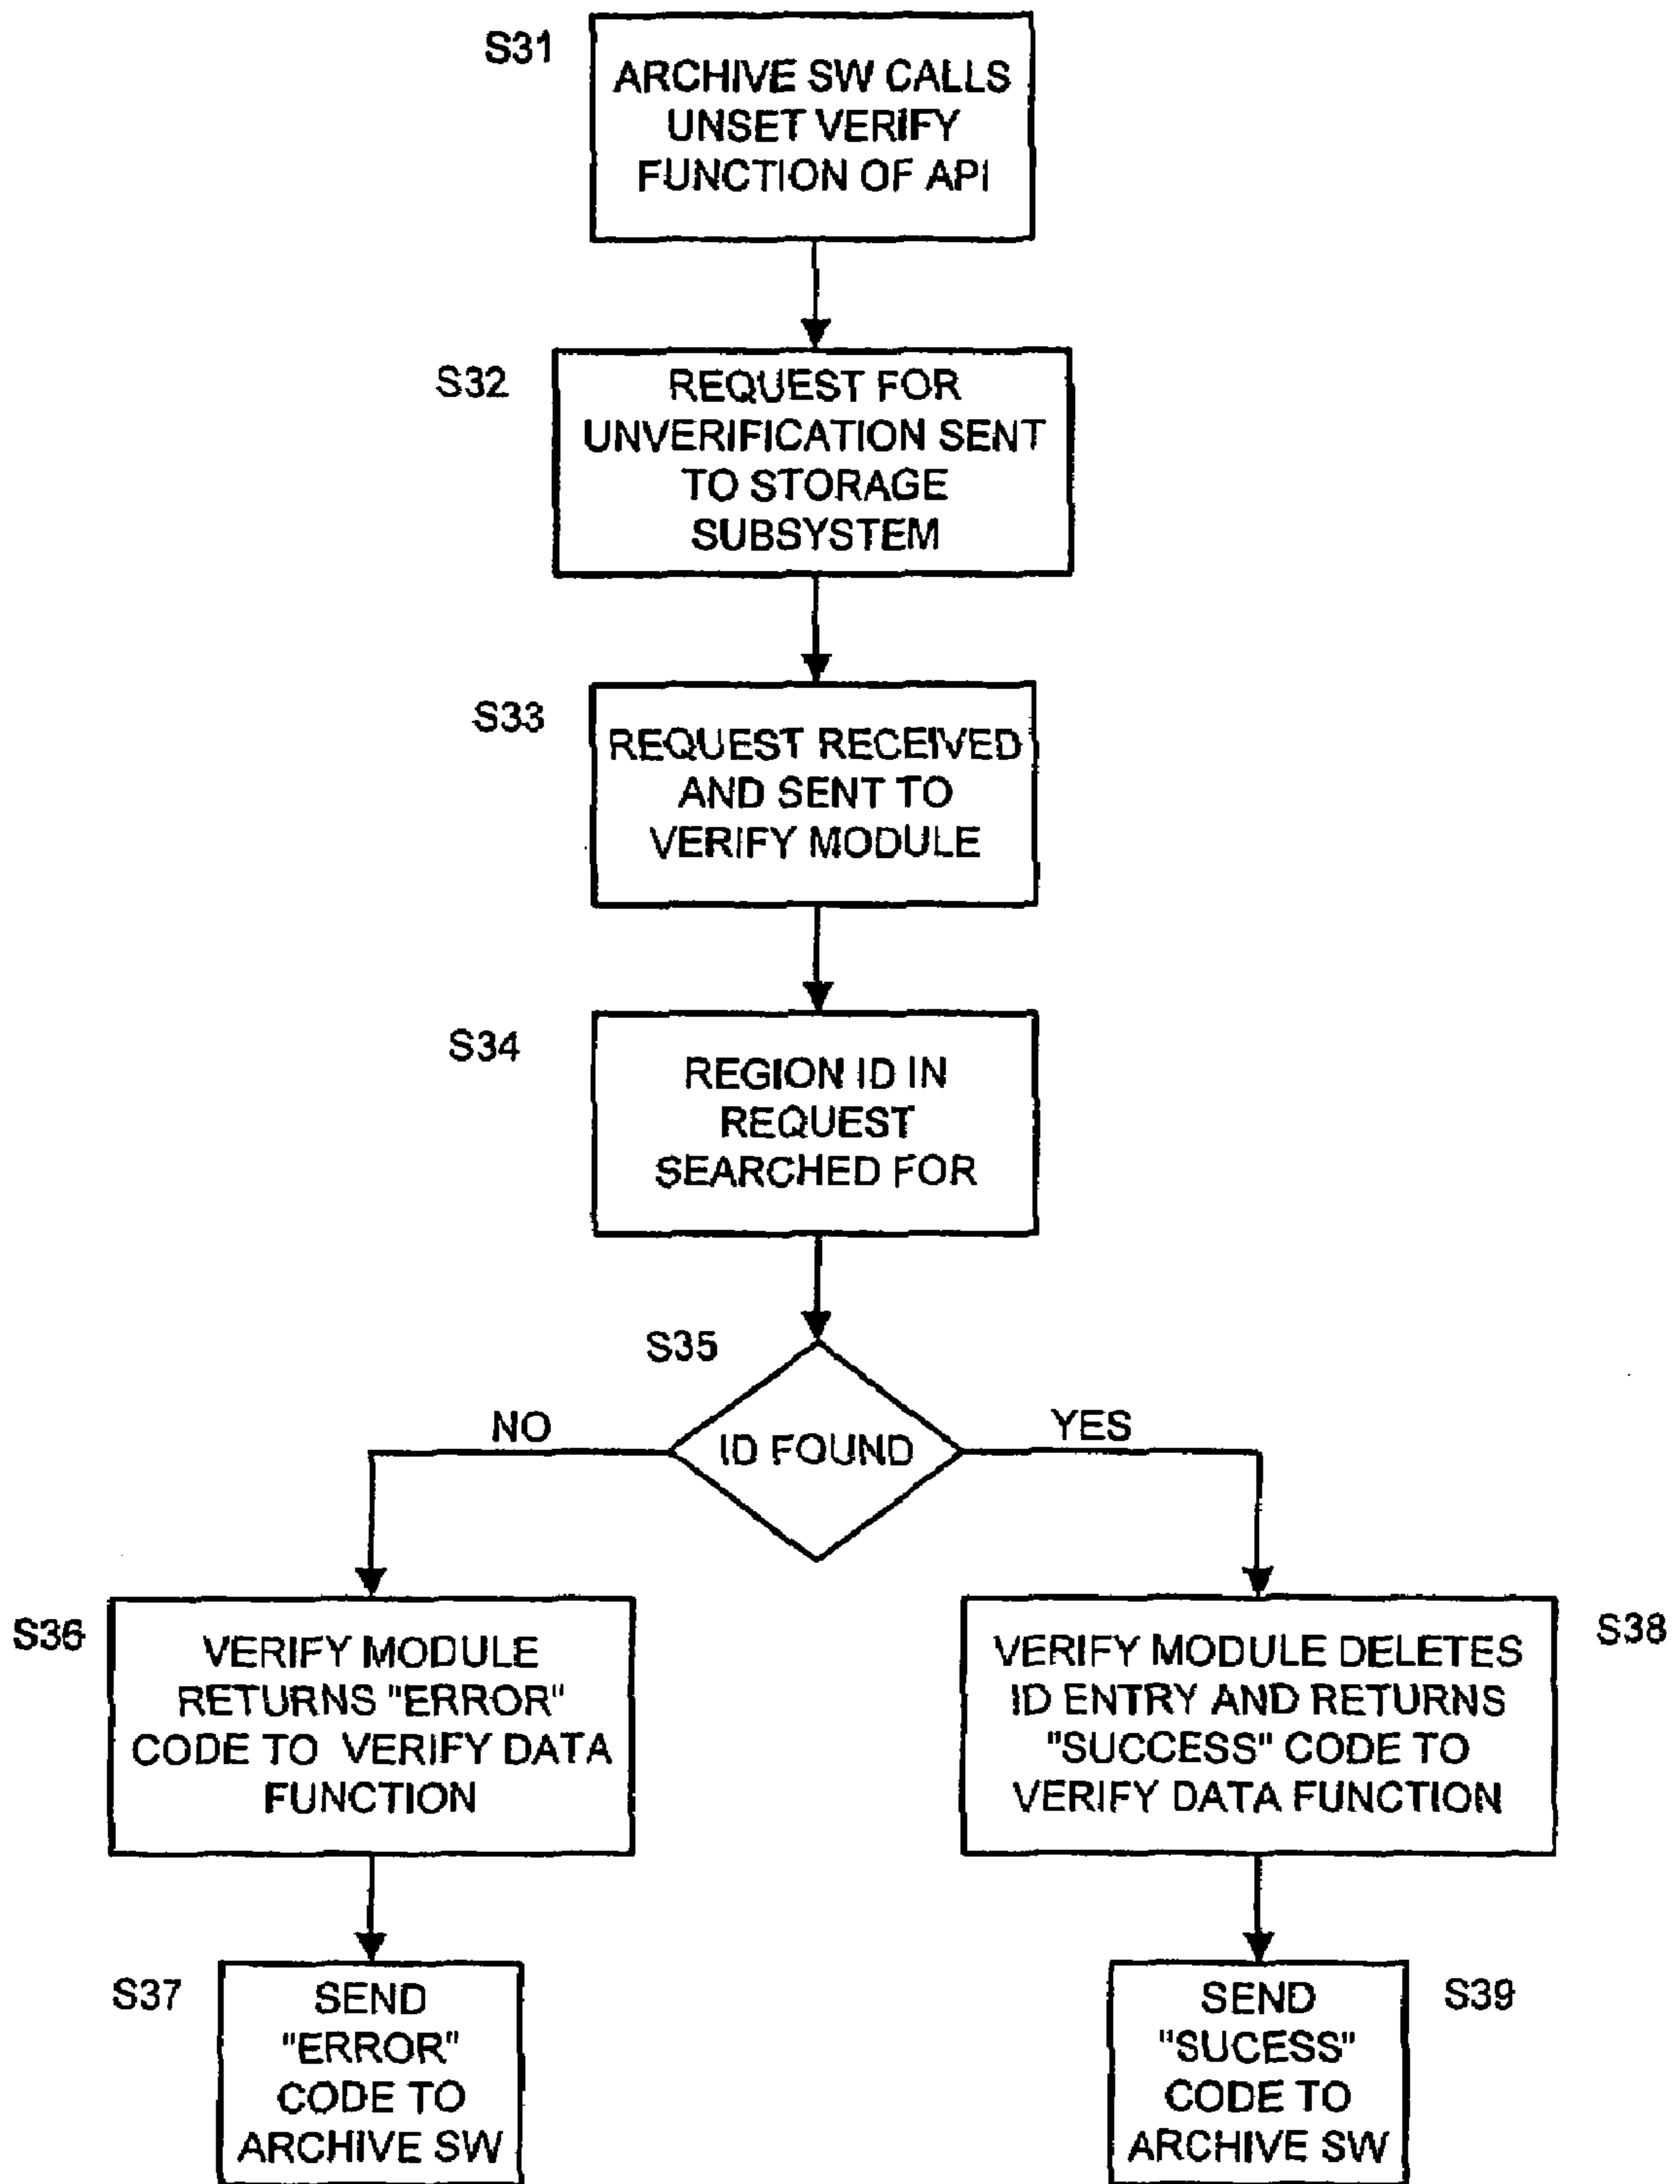 S31
ARCHIVE SW CALLS
UNSET VERIFY
FUNCTION OF API
S32
REQUEST FOR
UNVERIFICATION SENT
TO STORAGE
SUBSYSTEM
S33
REQUEST RECEIVED
AND SENT TO
VERIFY MODULE
S34
REGION ID IN
REQUEST
SEARCHED FOR
S35
NO
ID FOUND
YES
S36
VERIFY MODULE
RETURNS "ERROR"
CODE TO VERIFY DATA
FUNCTION
S38
VERIFY MODULE DELETES
ID ENTRY AND RETURNS
"SUCCESS" CODE TO
VERIFY DATA FUNCTION
S37
SEND
"ERROR"
CODE TO
ARCHIVE SW
S39
SEND
"SUCESS"
CODE TO
ARCHIVE SW